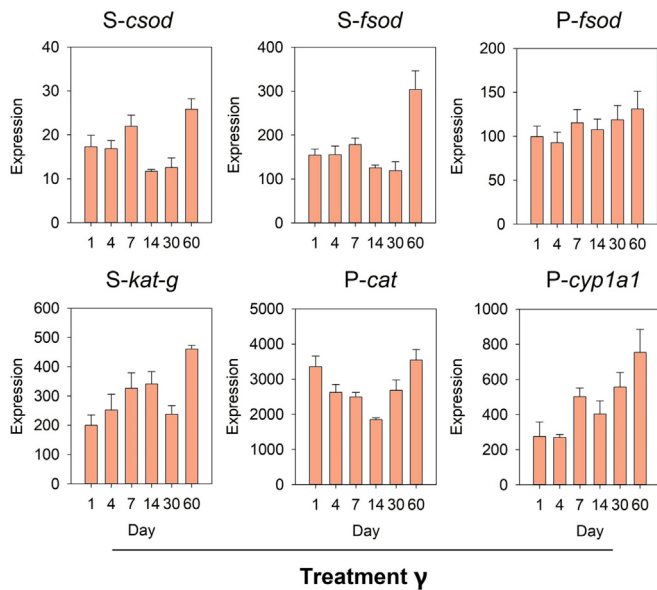 S-csod
S-fsod
P-fsod
Expression
40
30
20
10
0
1 4 7 14 30 60
Expression
400
300
200
100
0
1 4 7 14 30 60
Expression
200
150
100
50
0
1 4 7 14 30 60
S-kat-g
P-cat
P-cyp1a1
Expression
600
500
400
300
200
100
0
1 4 7 14 30 60
Day
Expression
5000
4000
3000
2000
1000
0
1 4 7 14 30 60
Day
Expression
1000
800
600
400
200
1 4 7 14 30 60
Day
Treatment γ